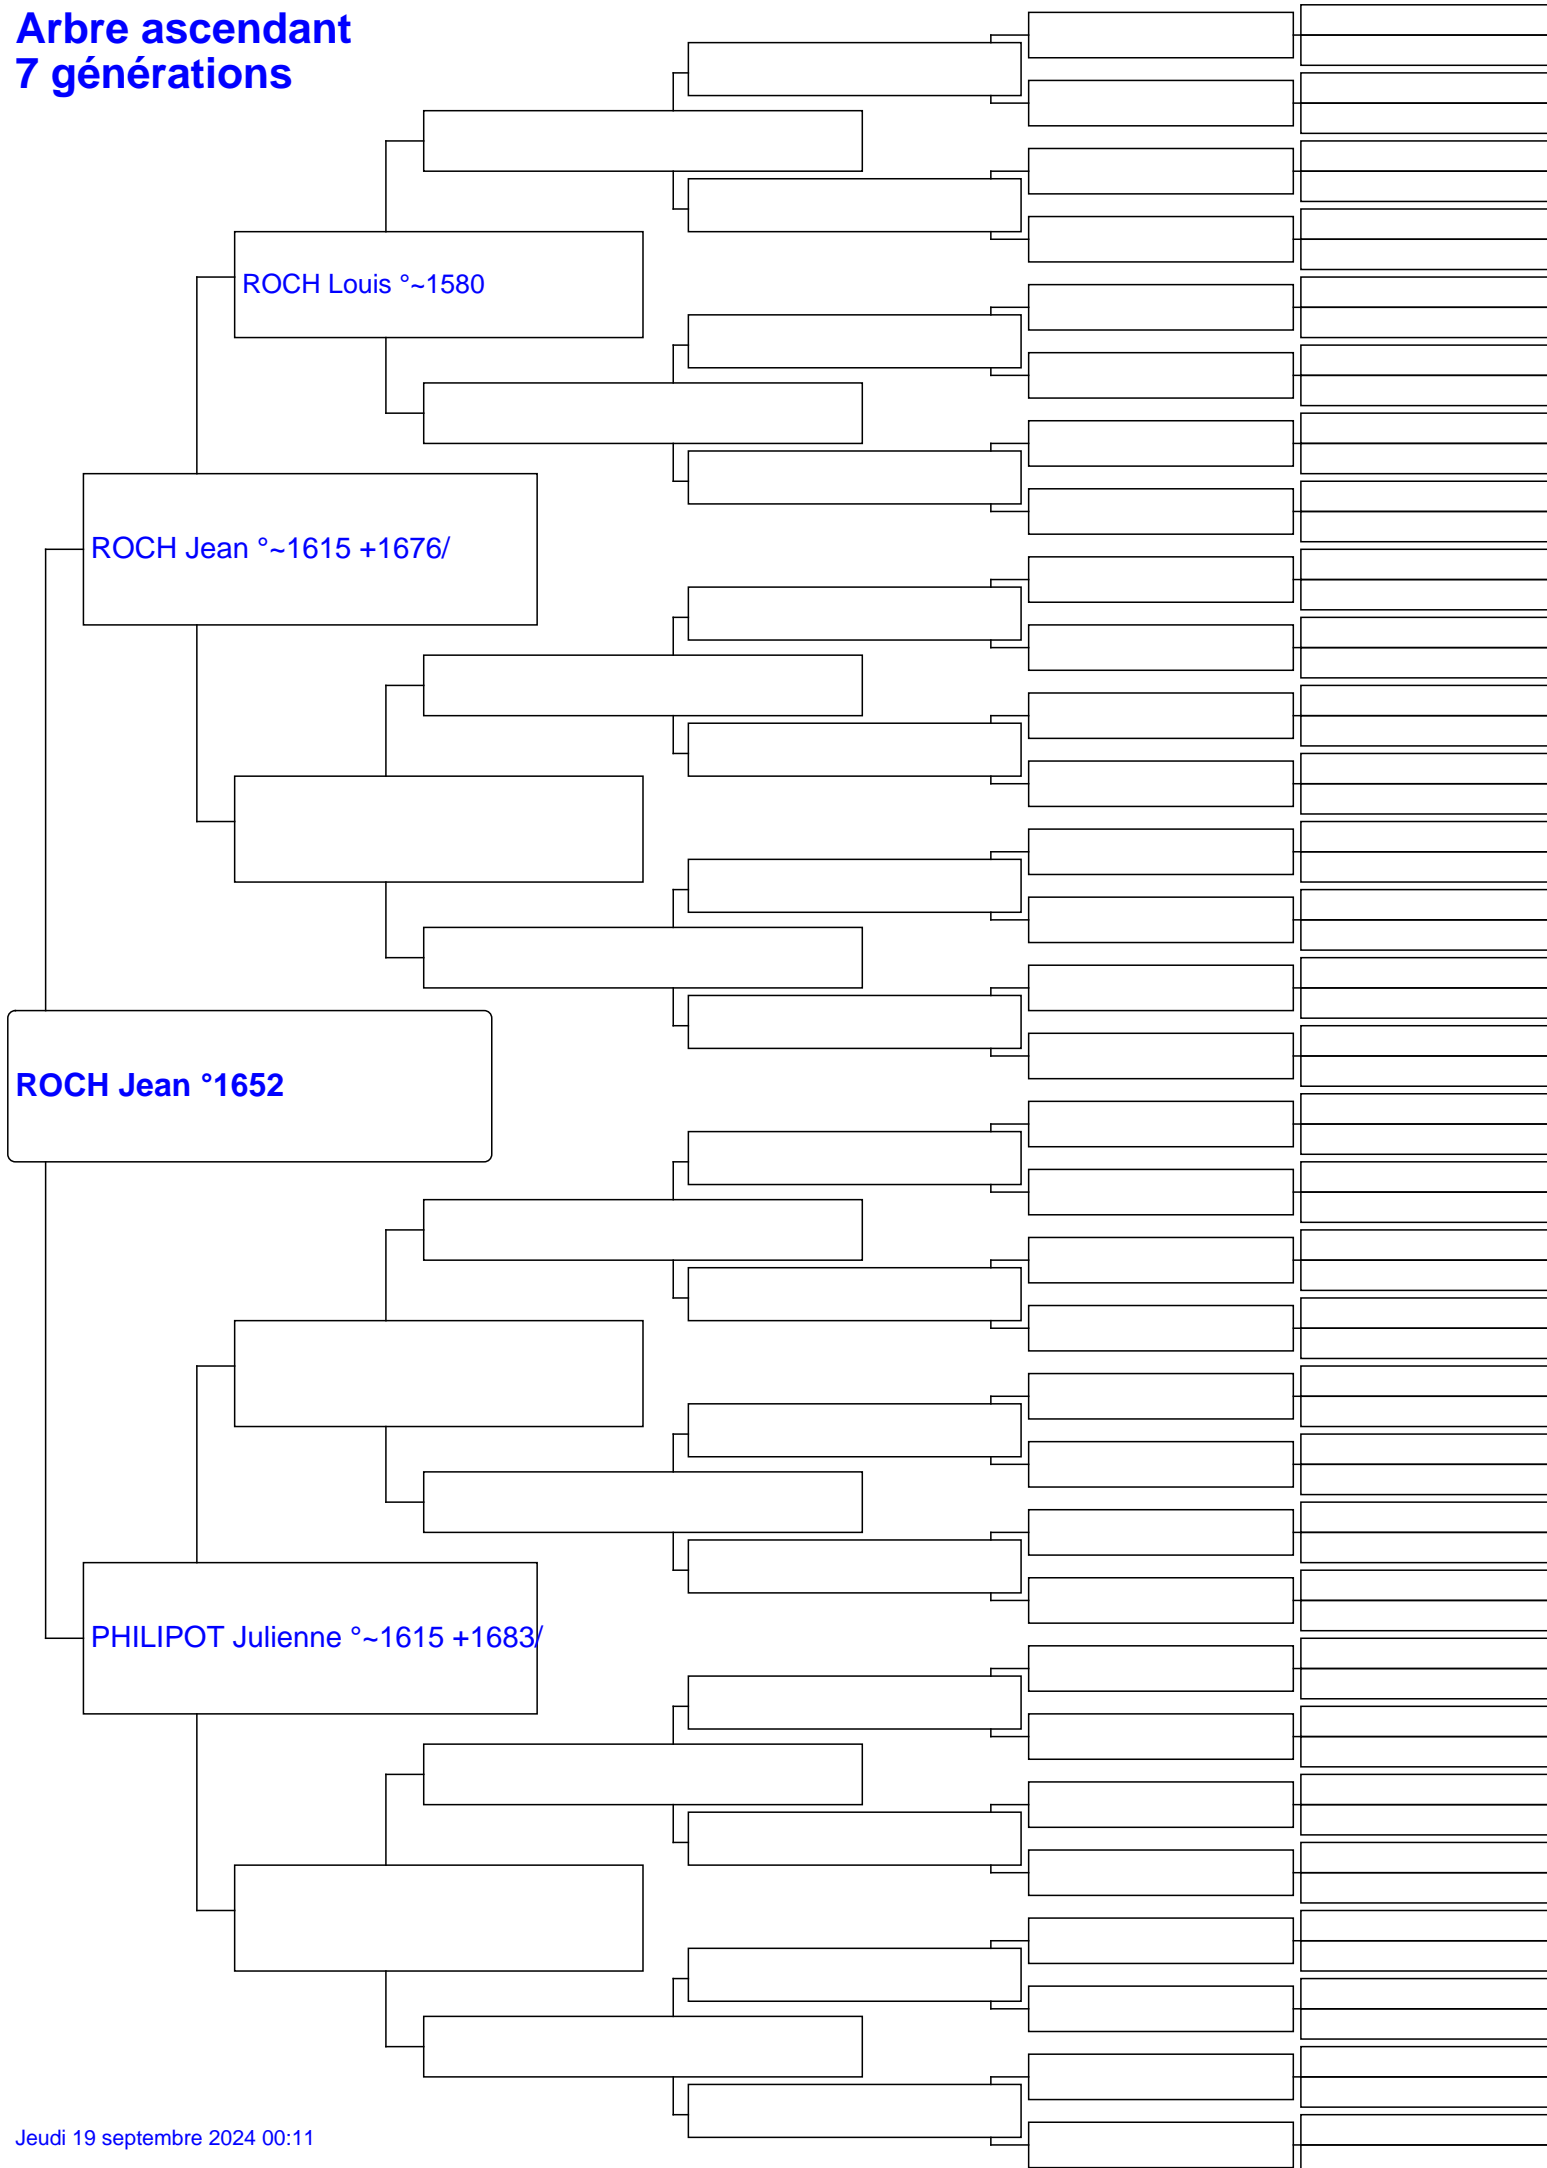 Arbre ascendant
7 générations
ROCH Louis °~1580
ROCH Jean °~1615 +1676/
ROCH Jean °1652
PHILIPOT Julienne °~1615 +1683/
Jeudi 19 septembre 2024 00:11